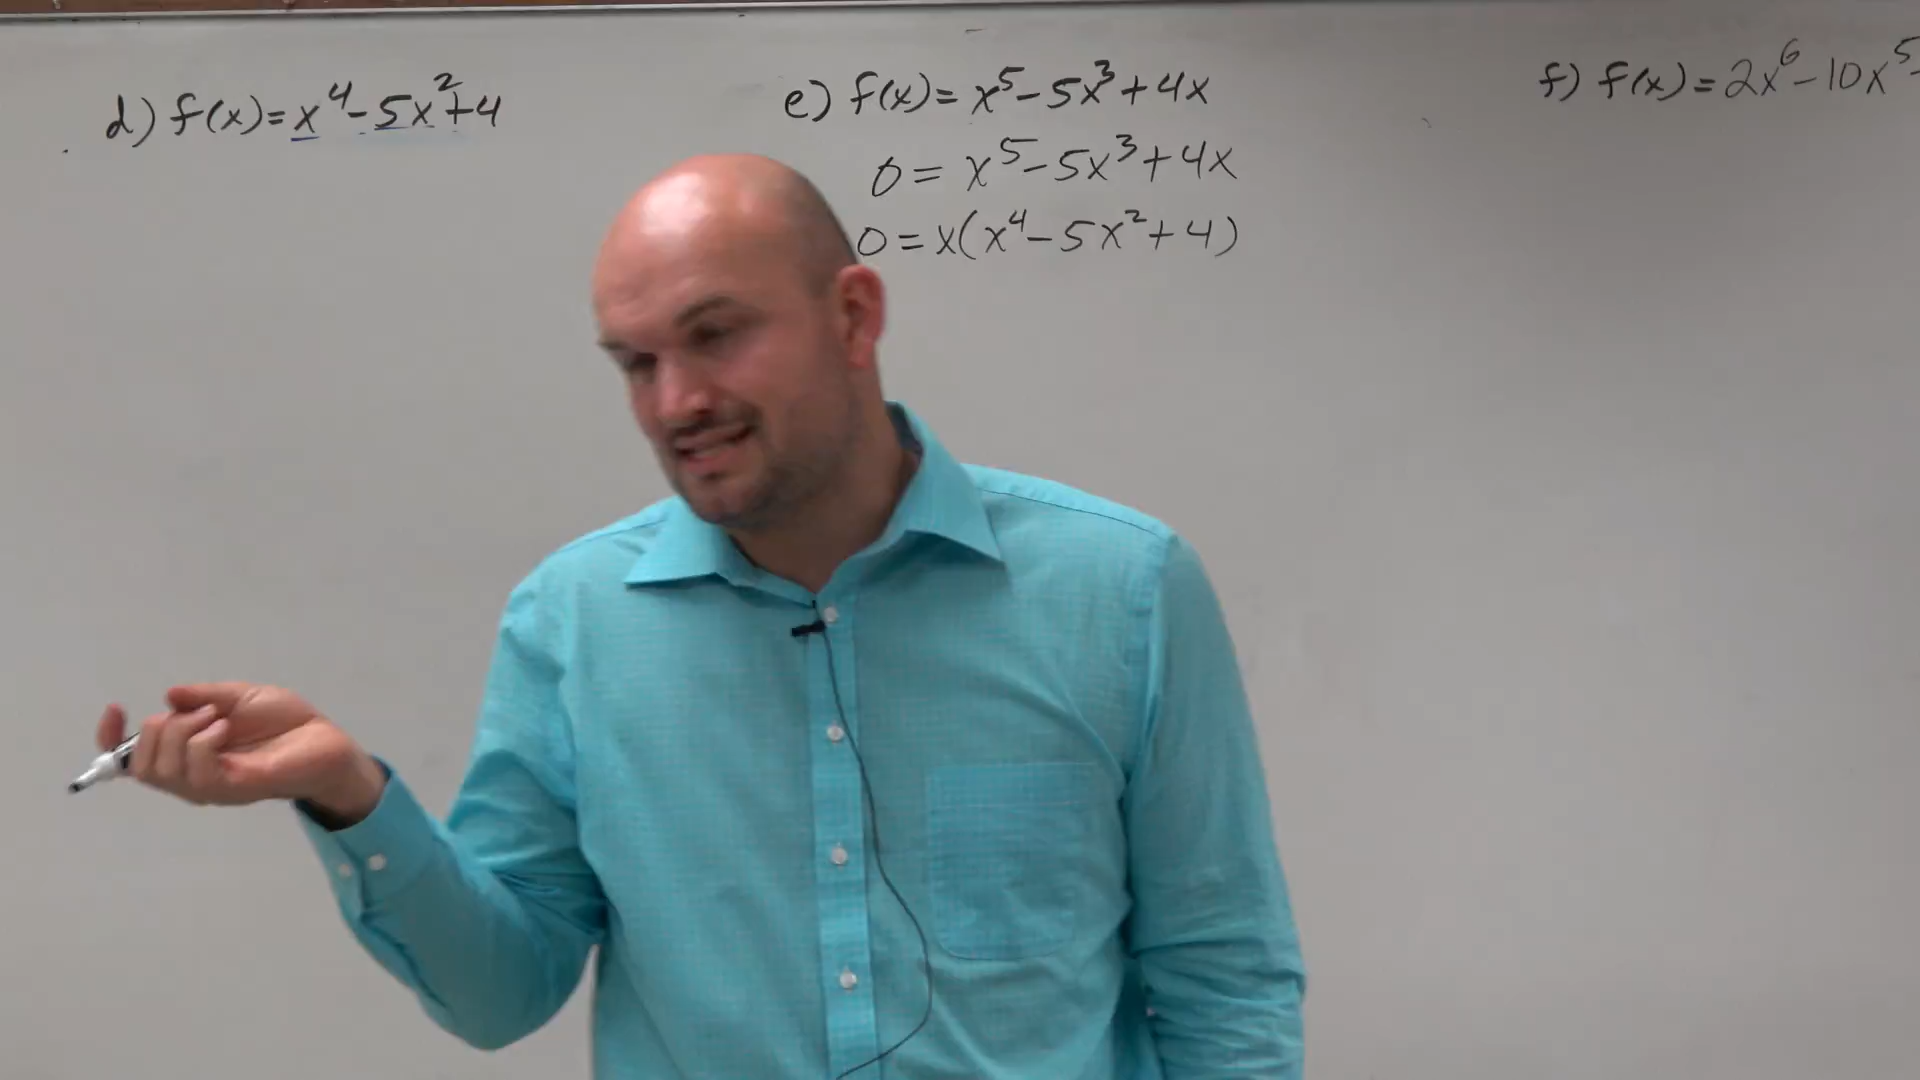 d) f(x)=x⁴-5x²+4
e) f(x)=x⁵-5x³+4x
0=x⁵-5x³+4x
0=x(x⁴-5x²+4)
f) f(x)=2x⁶-10x⁵-